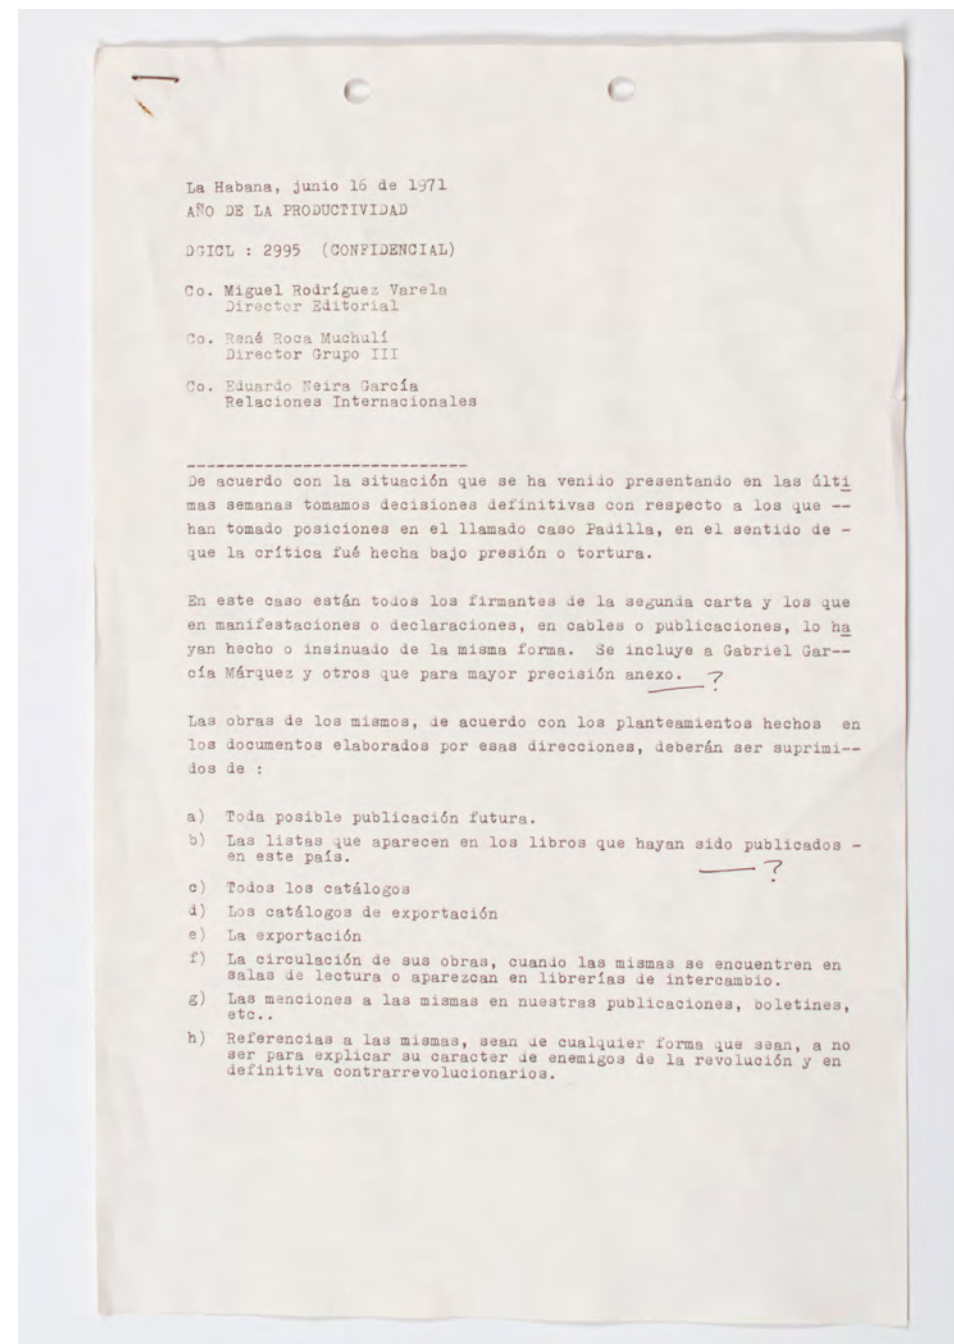 La Habana, junio 16 de 1971
AÑO DE LA PRODUCTIVIDAD
DGICL : 2995 (CONFIDENCIAL)
Co. Miguel Rodríguez Varela
Director Editorial
Co. René Roca Muchulí
Director Grupo III
Co. Eduardo Neira García
Relaciones Internacionales
-----------------------------
De acuerdo con la situación que se ha venido presentando en las últi
mas semanas tomamos decisiones definitivas con respecto a los que --
han tomado posiciones en el llamado caso Padilla, en el sentido de -
que la crítica fué hecha bajo presión o tortura.
En este caso están todos los firmantes de la segunda carta y los que
en manifestaciones o declaraciones, en cables o publicaciones, lo ha
yan hecho o insinuado de la misma forma. Se incluye a Gabriel Gar--
cía Márquez y otros que para mayor precisión anexo. ?
Las obras de los mismos, de acuerdo con los planteamientos hechos en
los documentos elaborados por esas direcciones, deberán ser suprimi--
dos de :
a) Toda posible publicación futura.
b) Las listas que aparecen en los libros que hayan sido publicados -
en este país. ?
c) Todos los catálogos
d) Los catálogos de exportación
e) La exportación
f) La circulación de sus obras, cuando las mismas se encuentren en
salas de lectura o aparezcan en librerías de intercambio.
g) Las menciones a las mismas en nuestras publicaciones, boletines,
etc..
h) Referencias a las mismas, sean de cualquier forma que sean, a no
ser para explicar su caracter de enemigos de la revolución y en
definitiva contrarrevolucionarios.